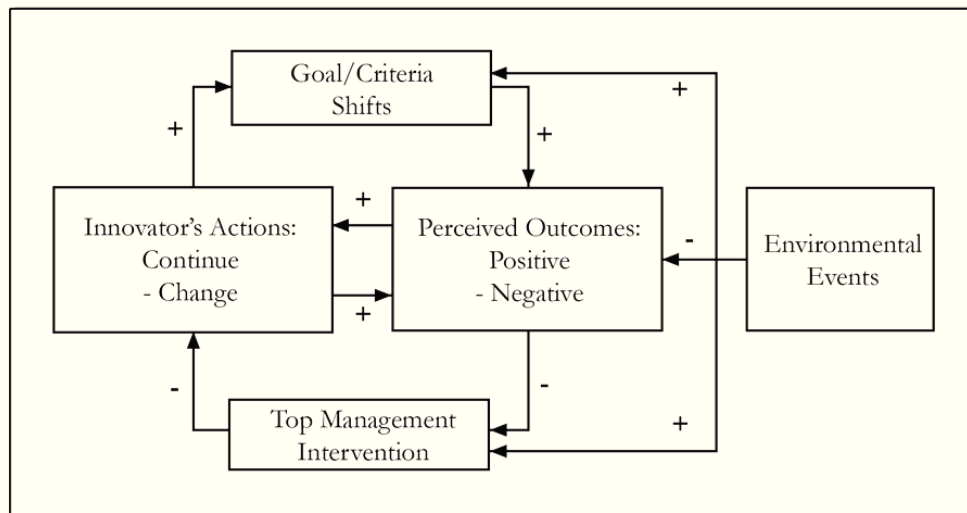 Goal/Criteria
Shifts
+
+
+
Innovator's Actions:
Continue
- Change
+
+
Perceived Outcomes:
Positive
- Negative
-
Environmental
Events
-
-
Top Management
Intervention
+